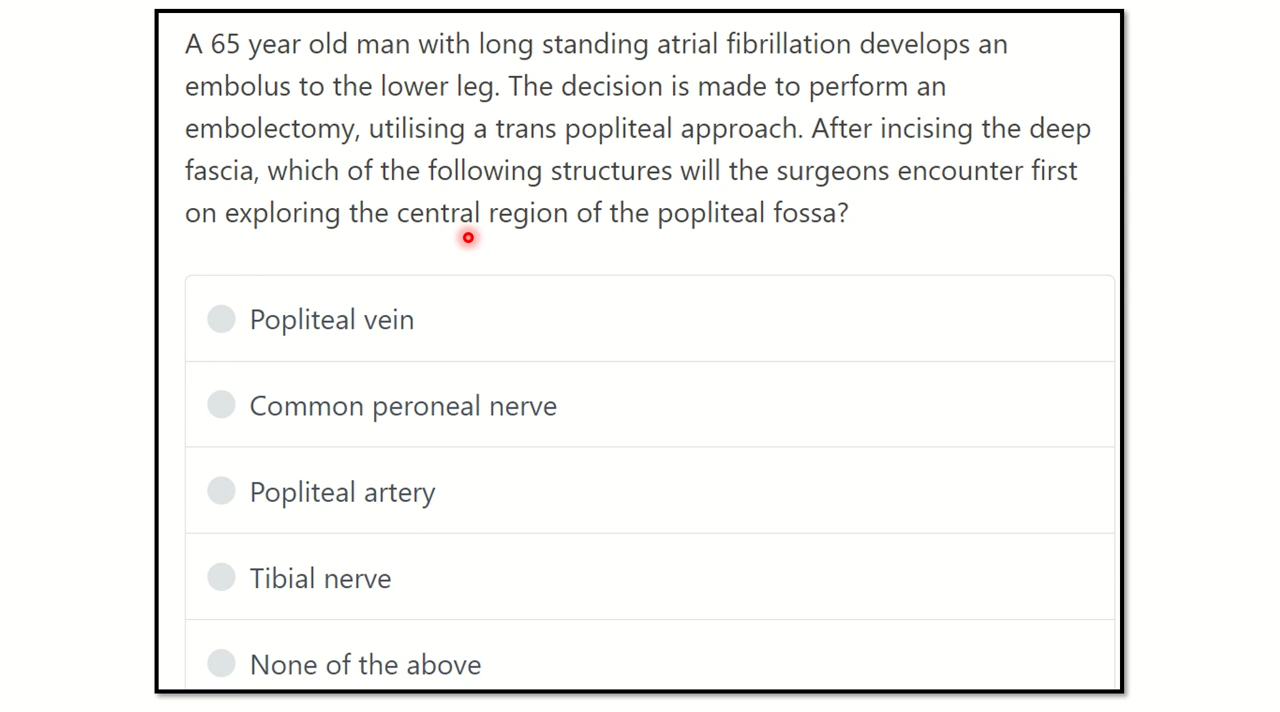 A 65 year old man with long standing atrial fibrillation develops an
embolus to the lower leg. The decision is made to perform an
embolectomy, utilising a trans popliteal approach. After incising the deep
fascia, which of the following structures will the surgeons encounter first
on exploring the central region of the popliteal fossa?
Popliteal vein
Common peroneal nerve
Popliteal artery
Tibial nerve
None of the above